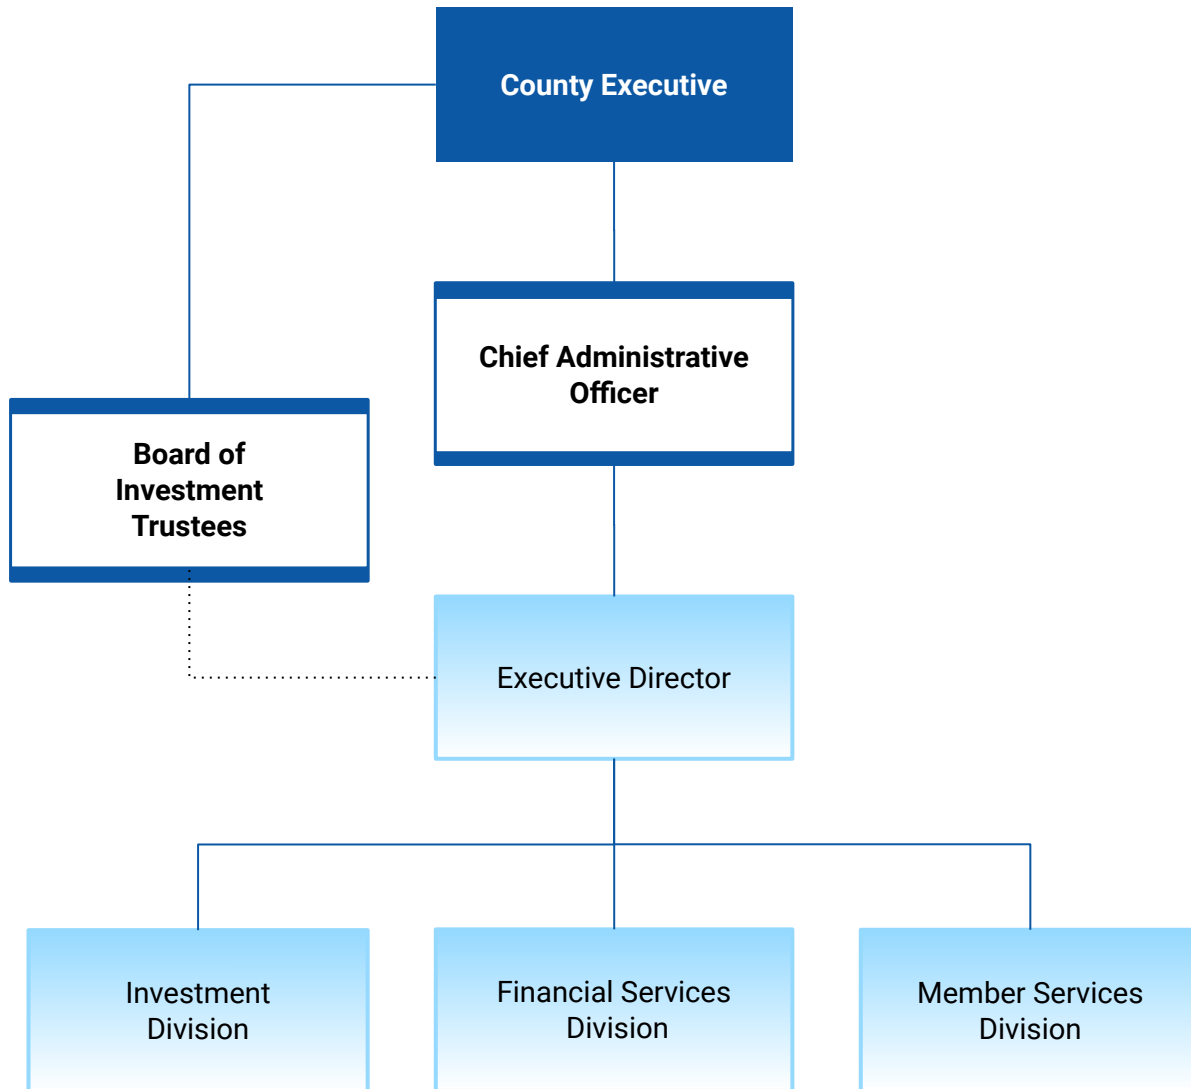 County Executive
Chief Administrative
Officer
Board of
Investment
Trustees
Executive Director
Investment
Division
Financial Services
Division
Member Services
Division